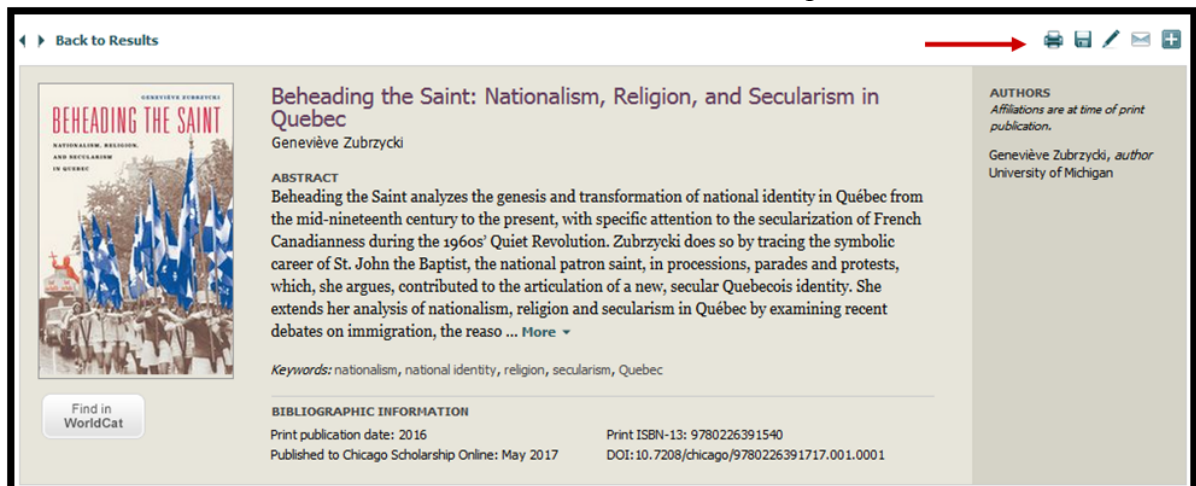 Back to Results
GENEVIÈVE ZUBRZYCKI
BEHEADING THE SAINT
NATIONALISM, RELIGION,
AND SECULARISM
IN QUEBEC
Find in
WorldCat
Beheading the Saint: Nationalism, Religion, and Secularism in
Quebec
Geneviève Zubrzycki
ABSTRACT
Beheading the Saint analyzes the genesis and transformation of national identity in Québec from
the mid-nineteenth century to the present, with specific attention to the secularization of French
Canadianness during the 1960s’ Quiet Revolution. Zubrzycki does so by tracing the symbolic
career of St. John the Baptist, the national patron saint, in processions, parades and protests,
which, she argues, contributed to the articulation of a new, secular Quebecois identity. She
extends her analysis of nationalism, religion and secularism in Québec by examining recent
debates on immigration, the reaso ... More
Keywords: nationalism, national identity, religion, secularism, Quebec
BIBLIOGRAPHIC INFORMATION
Print publication date: 2016 Print ISBN-13: 9780226391540
Published to Chicago Scholarship Online: May 2017 DOI:10.7208/chicago/9780226391717.001.0001
AUTHORS
Affiliations are at time of print
publication.
Geneviève Zubrzycki, author
University of Michigan